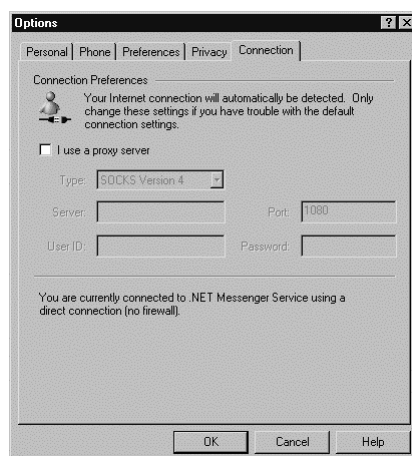 Options
Personal Phone Preferences Privacy Connection
Connection Preferences
Your Internet connection will automatically be detected. Only
change these settings if you have trouble with the default
connection settings.
I use a proxy server
Type: SOCKS Version 4
Server: Port: 1080
User ID: Password:
You are currently connected to .NET Messenger Service using a
direct connection (no firewall).
OK Cancel Help